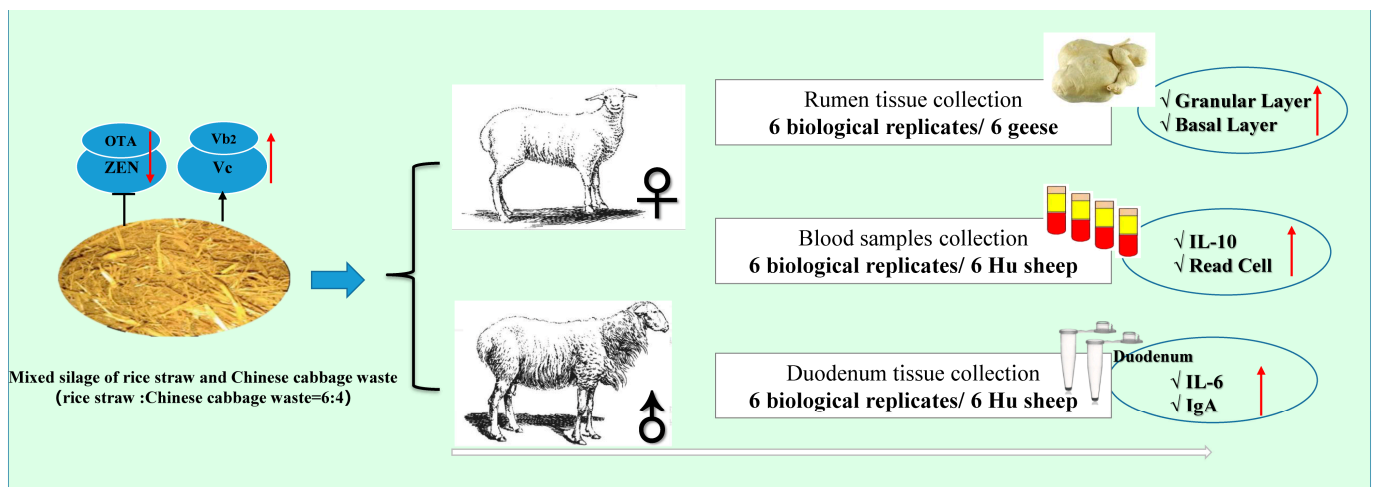 OTA
ZEN
Vb2
Vc
Mixed silage of rice straw and Chinese cabbage waste
(rice straw :Chinese cabbage waste=6:4)
Rumen tissue collection
6 biological replicates/ 6 geese
√ Granular Layer
√ Basal Layer
Blood samples collection
6 biological replicates/ 6 Hu sheep
√ IL-10
√ Read Cell
Duodenum tissue collection
6 biological replicates/ 6 Hu sheep
Duodenum
√ IL-6
√ IgA